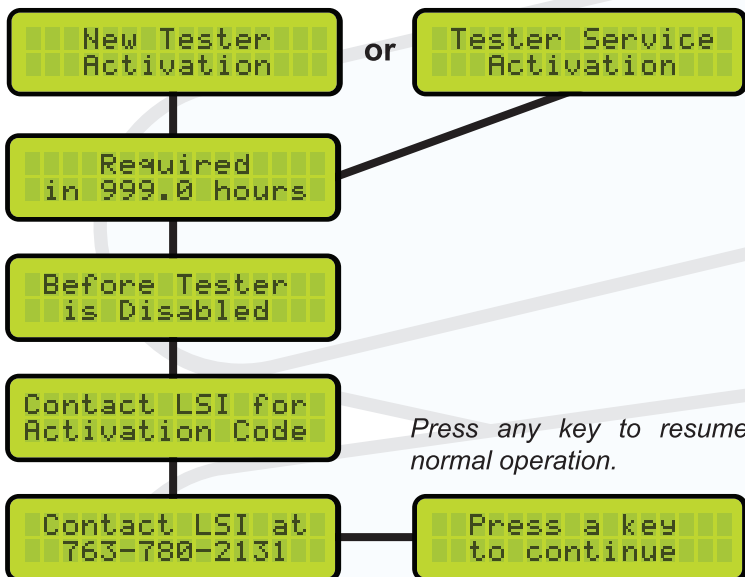 New Tester
Activation
or
Tester Service
Activation
Required
in 999.0 hours
Before Tester
is Disabled
Contact LSI for
Activation Code
Press any key to resume
normal operation.
Contact LSI at
763-780-2131
Press a key
to continue